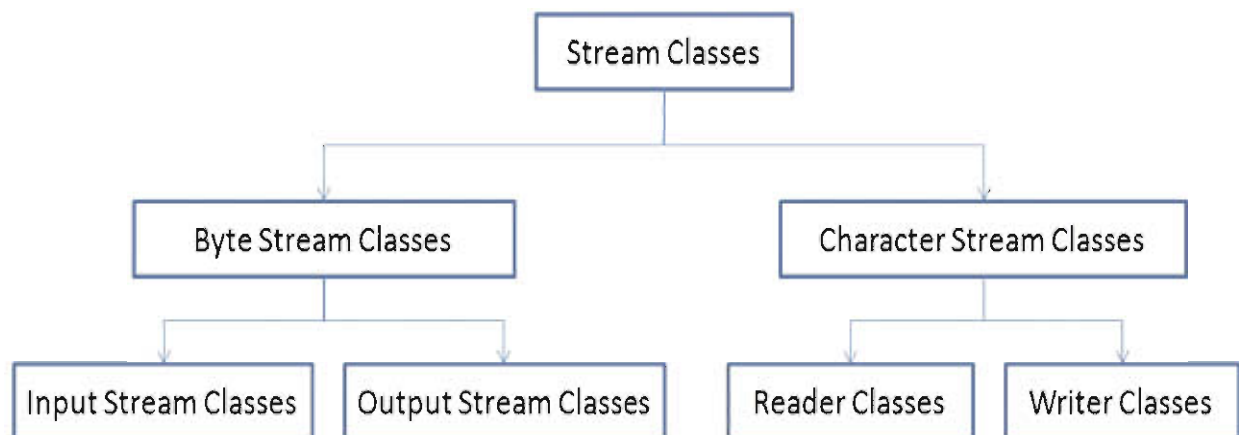 Stream Classes
Byte Stream Classes
Character Stream Classes
Input Stream Classes
Output Stream Classes
Reader Classes
Writer Classes